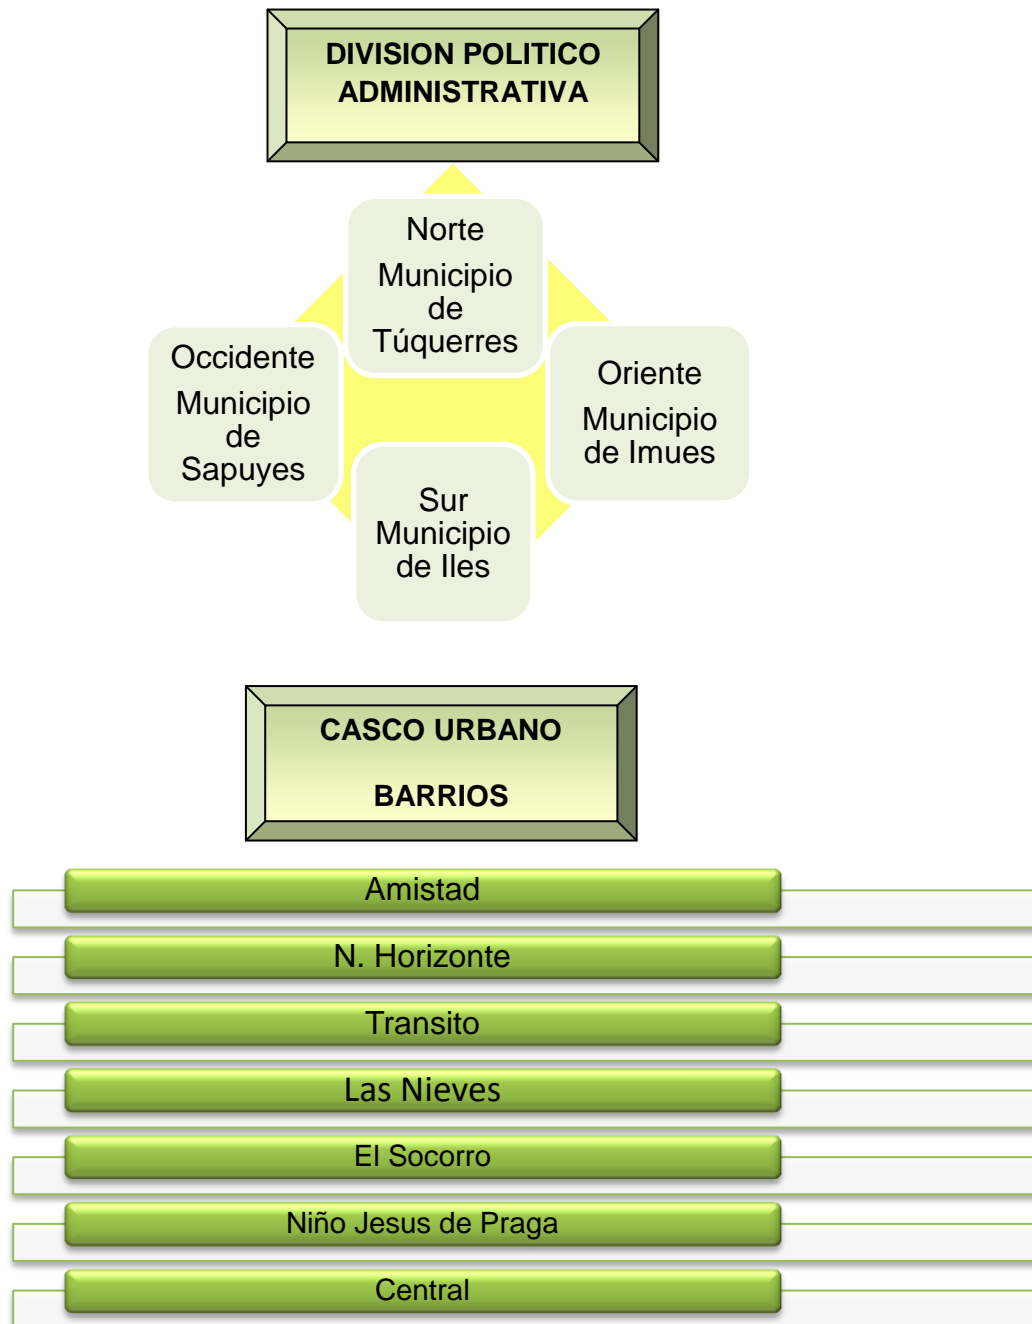 DIVISION POLITICO
ADMINISTRATIVA
Norte
Municipio
de
Túquerres
Occidente
Municipio
de
Sapuyes
Oriente
Municipio
de Imues
Sur
Municipio
de Iles
CASCO URBANO
BARRIOS
Amistad
N. Horizonte
Transito
Las Nieves
El Socorro
Niño Jesus de Praga
Central